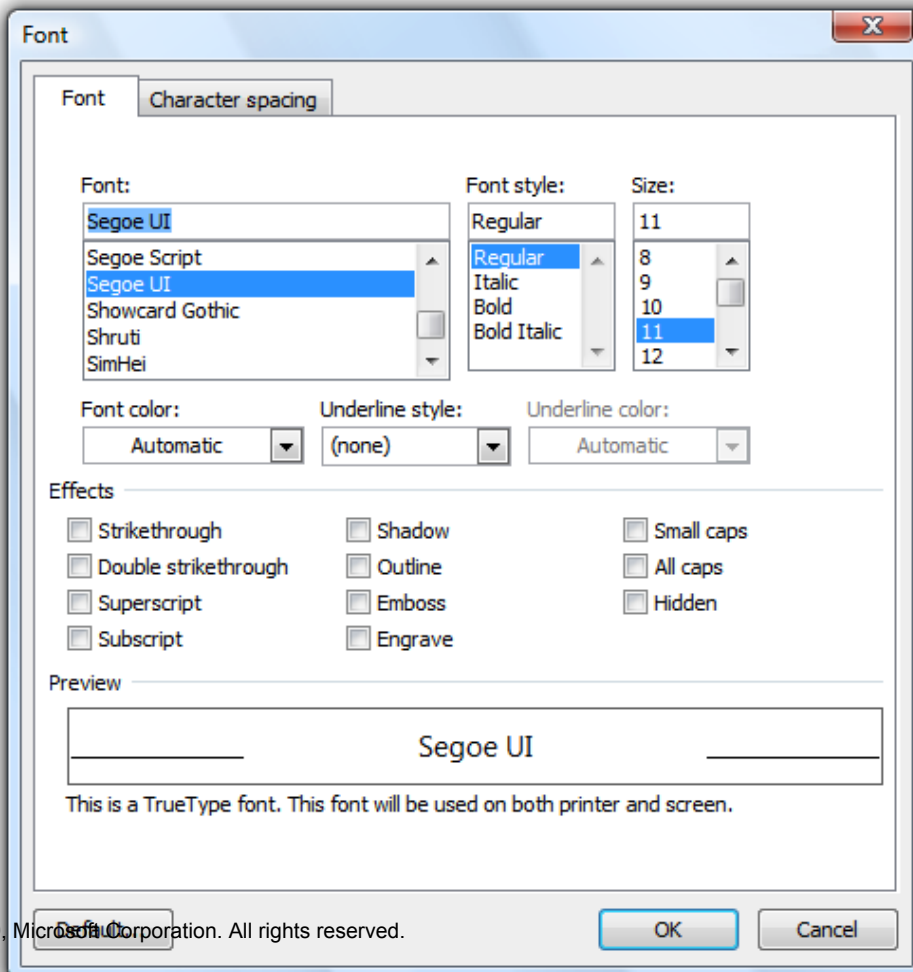 Font
Font Character spacing
Font: Font style: Size:
Segoe UI Regular 11
Segoe Script Regular 8
Segoe UI Italic 9
Showcard Gothic Bold 10
Shruti Bold Italic 11
SimHei 12
Font color: Underline style: Underline color:
Automatic (none) Automatic
Effects
Strikethrough Shadow Small caps
Double strikethrough Outline All caps
Superscript Emboss Hidden
Subscript Engrave
Preview
Segoe UI
This is a TrueType font. This font will be used on both printer and screen.
Default...
, Microsoft Corporation. All rights reserved.
OK Cancel